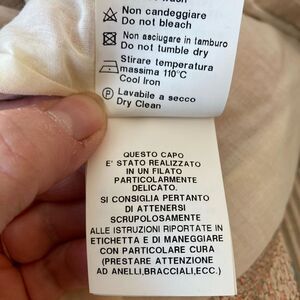 Non candeggiare
Do not bleach
Non asciugare in tamburo
Do not tumble dry
Stirare temperatura
massima 110°C
Cool Iron
P Lavabile a secco
Dry Clean
QUESTO CAPO
E' STATO REALIZZATO
IN UN FILATO
PARTICOLARMENTE
DELICATO.
SI CONSIGLIA PERTANTO
DI ATTENERSI
SCRUPOLOSAMENTE
ALLE ISTRUZIONI RIPORTATE IN
ETICHETTA E DI MANEGGIARE
CON PARTICOLARE CURA
(PRESTARE ATTENZIONE
AD ANELLI,BRACCIALI,ECC.)